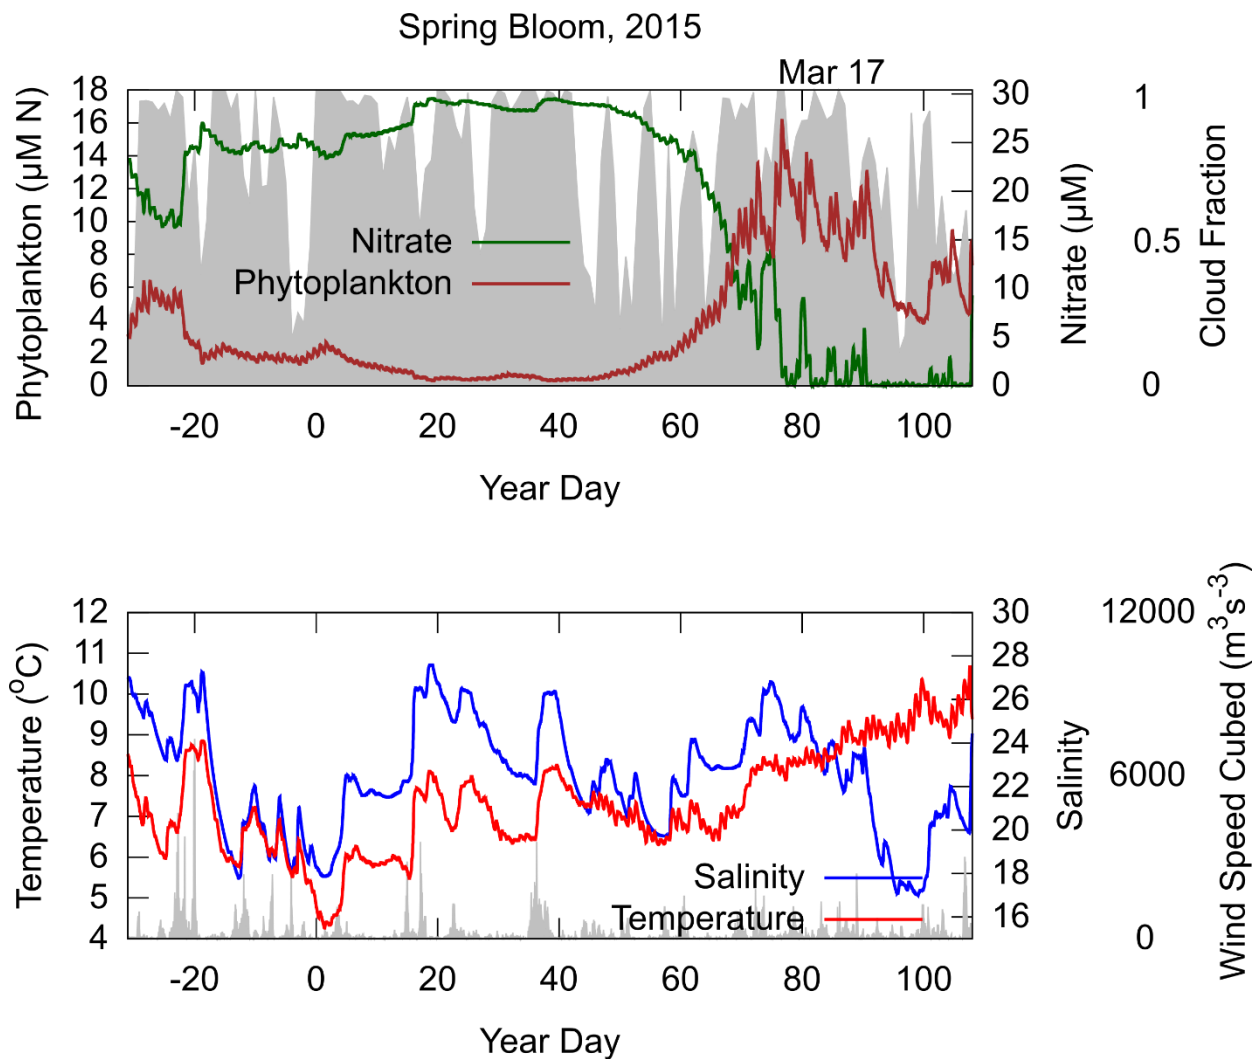 Spring Bloom, 2015
Mar 17
Phytoplankton (µM N)
18
16
14
12
10
8
6
4
2
0
Nitrate
Phytoplankton
30
25
20
15
10
5
0
Nitrate (µM)
1
0.5
0
Cloud Fraction
-20 0 20 40 60 80 100
Year Day
Temperature (°C)
12
11
10
9
8
7
6
5
4
Salinity
Temperature
30
28
26
24
22
20
18
16
Salinity
12000
6000
0
Wind Speed Cubed (m³s⁻³)
-20 0 20 40 60 80 100
Year Day